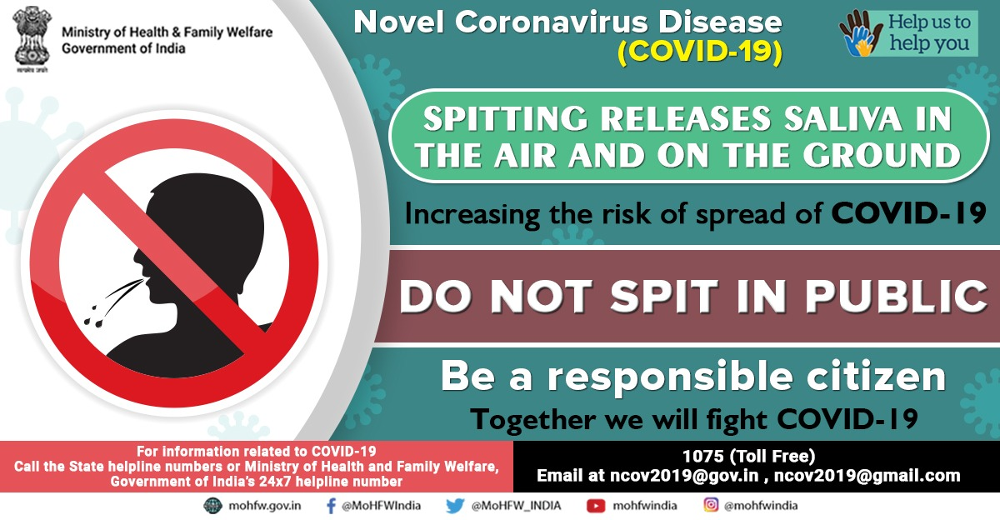 सत्यमेव जयते
Ministry of Health & Family Welfare
Government of India
Novel Coronavirus Disease
(COVID-19)
Help us to
help you
SPITTING RELEASES SALIVA IN
THE AIR AND ON THE GROUND
Increasing the risk of spread of COVID-19
DO NOT SPIT IN PUBLIC
Be a responsible citizen
Together we will fight COVID-19
For information related to COVID-19
Call the State helpline numbers or Ministry of Health and Family Welfare,
Government of India's 24x7 helpline number
1075 (Toll Free)
Email at ncov2019@gov.in , ncov2019@gmail.com
mohfw.gov.in @MoHFWIndia @MoHFW_INDIA mohfwindia @mohfwindia